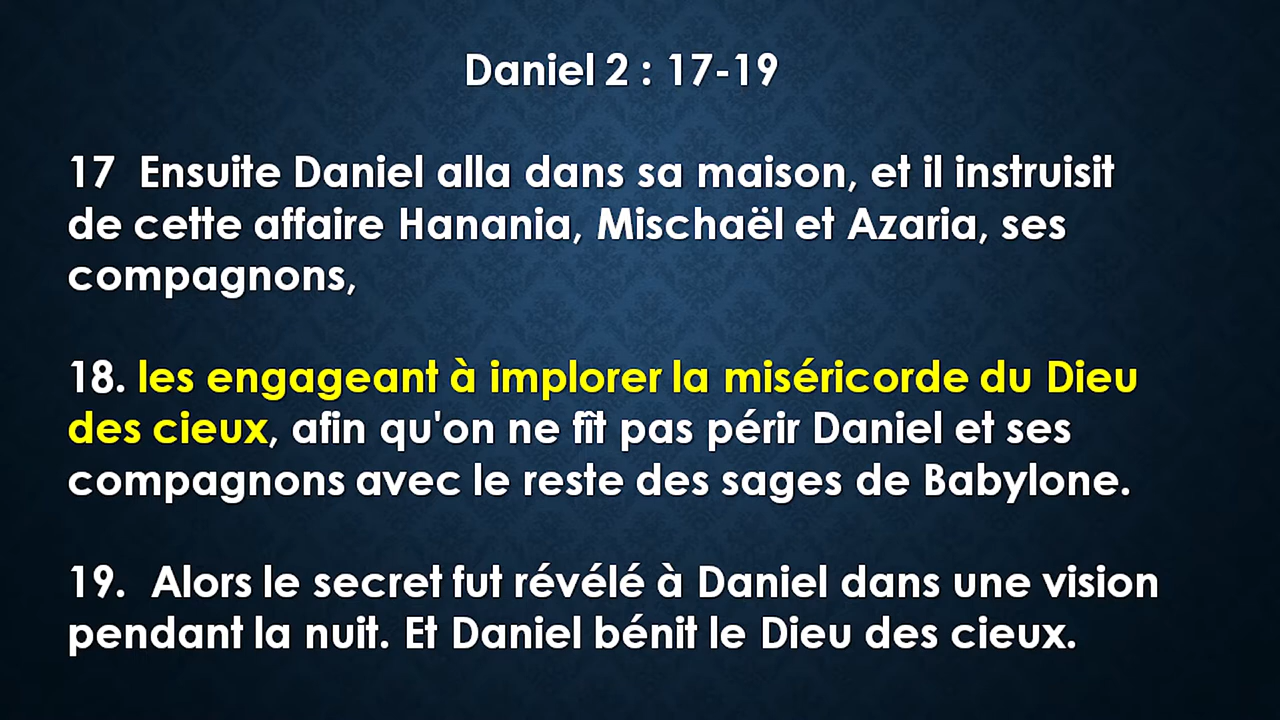 Daniel 2 : 17-19
17 Ensuite Daniel alla dans sa maison, et il instruisit
de cette affaire Hanania, Mischaël et Azaria, ses
compagnons,
18. les engageant à implorer la miséricorde du Dieu
des cieux, afin qu'on ne fît pas périr Daniel et ses
compagnons avec le reste des sages de Babylone.
19. Alors le secret fut révélé à Daniel dans une vision
pendant la nuit. Et Daniel bénit le Dieu des cieux.